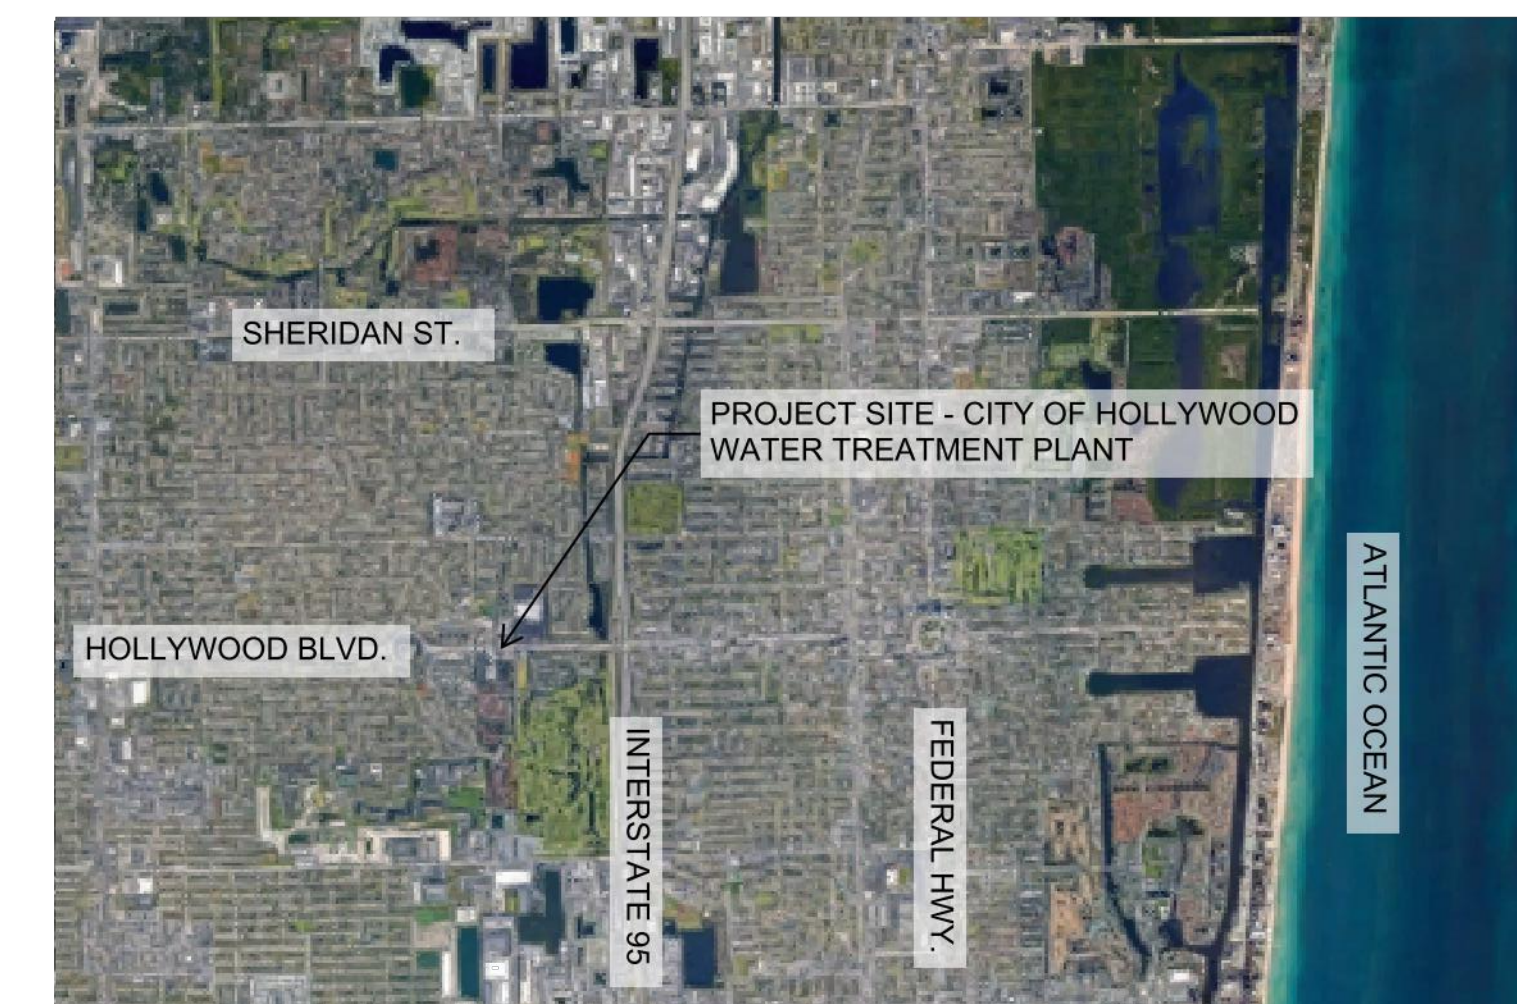 SHERIDAN ST.
PROJECT SITE - CITY OF HOLLYWOOD
WATER TREATMENT PLANT
HOLLYWOOD BLVD.
INTERSTATE 95
FEDERAL HWY.
ATLANTIC OCEAN